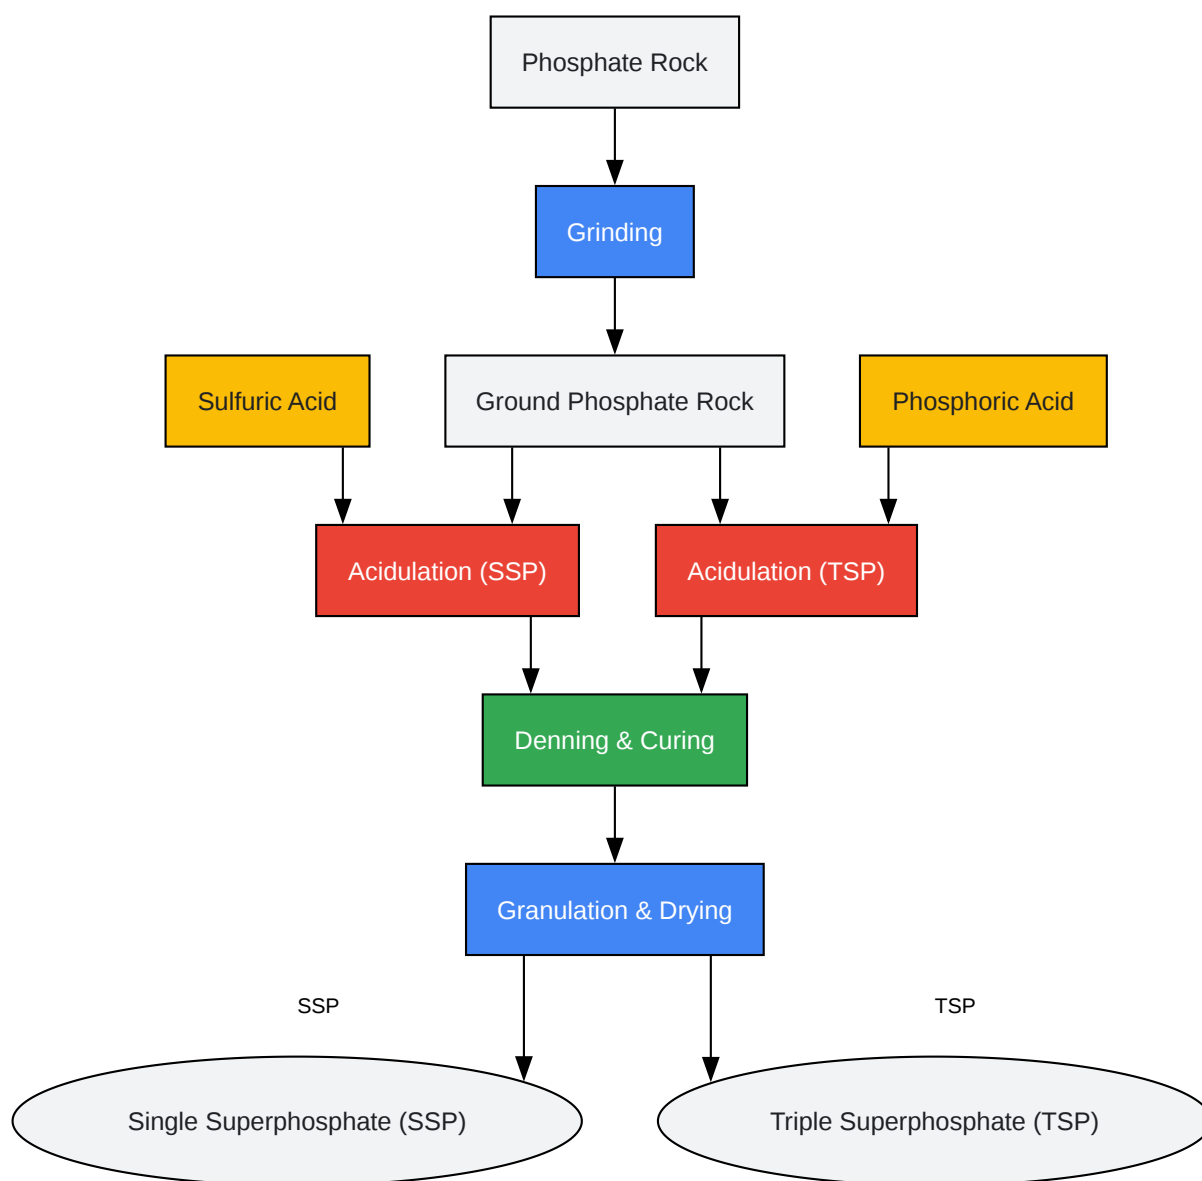 Phosphate Rock
Grinding
Sulfuric Acid
Ground Phosphate Rock
Phosphoric Acid
Acidulation (SSP)
Acidulation (TSP)
Denning & Curing
Granulation & Drying
SSP
TSP
Single Superphosphate (SSP)
Triple Superphosphate (TSP)